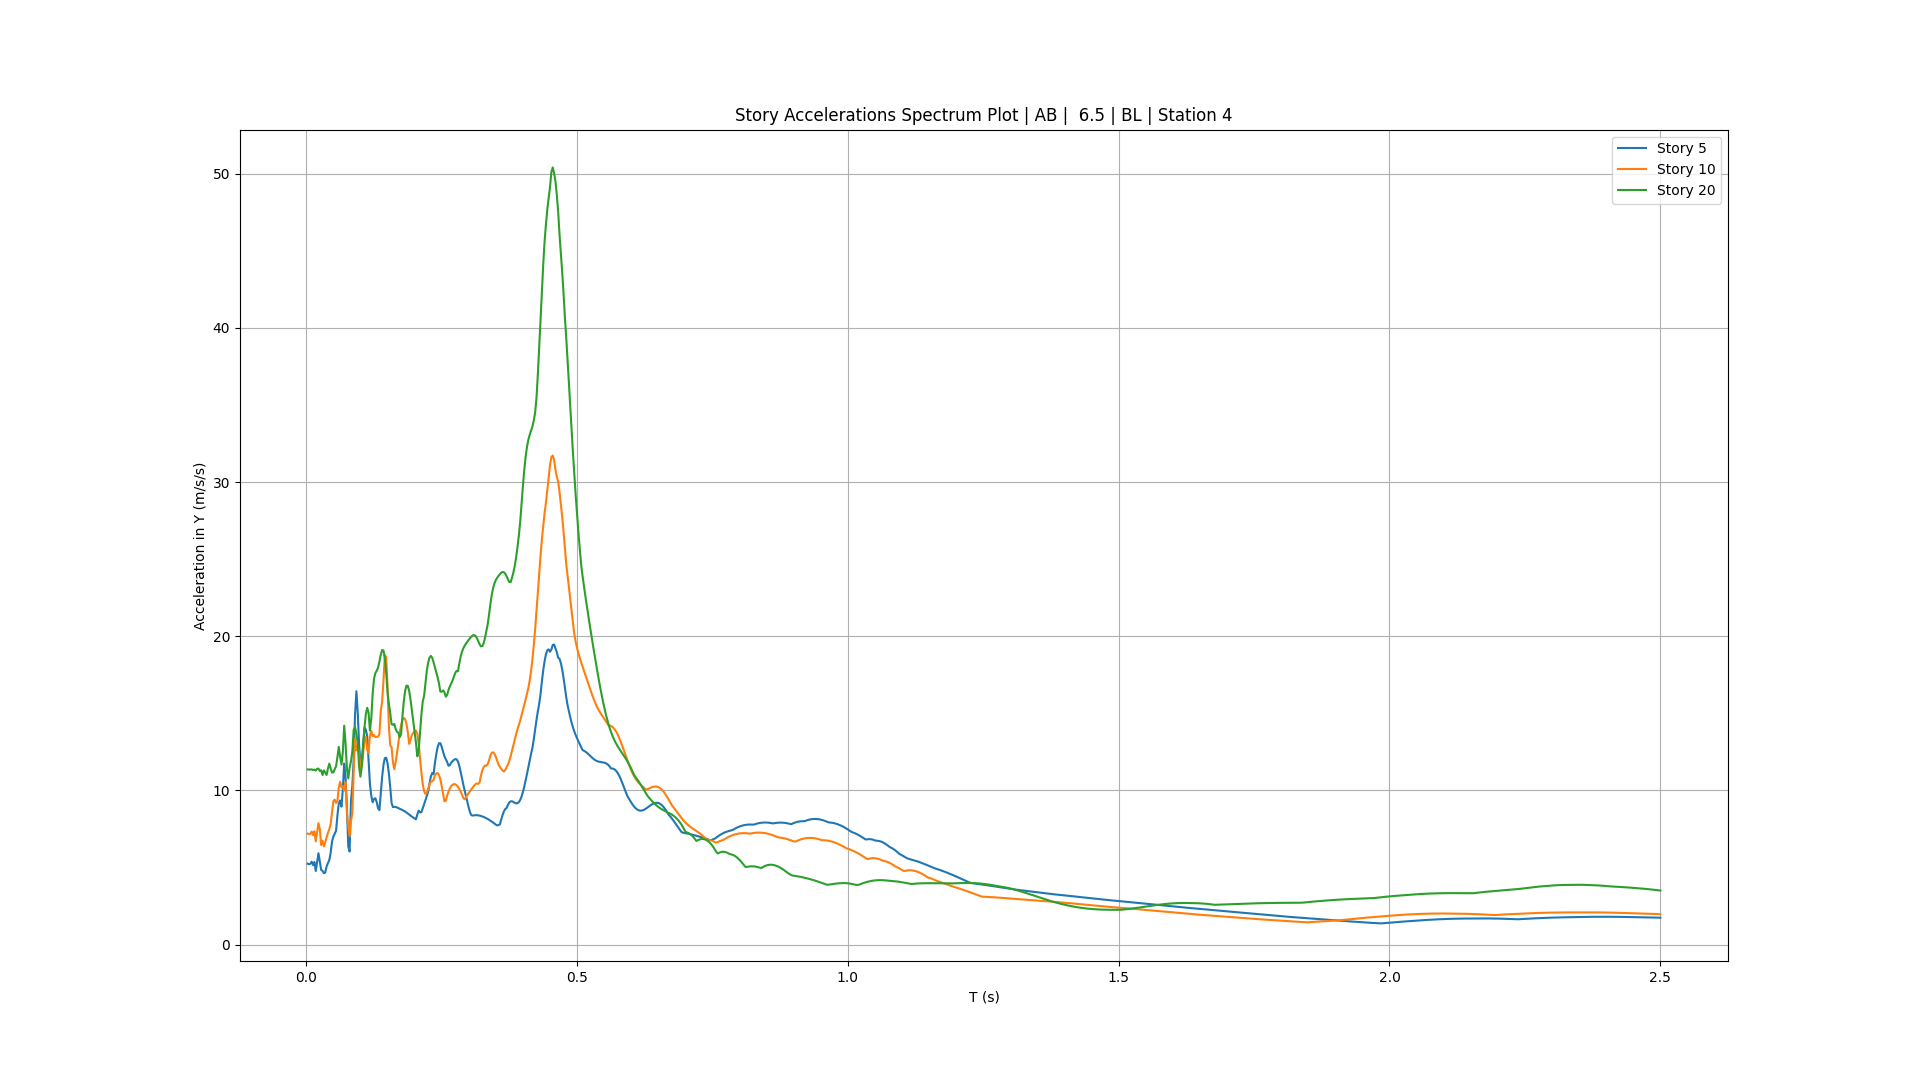 Story Accelerations Spectrum Plot | AB |  6.5 | BL | Station 4
Story 5
Story 10
Story 20
50
40
30
20
10
0
Acceleration in Y (m/s/s)
0.0
0.5
1.0
1.5
2.0
2.5
T (s)